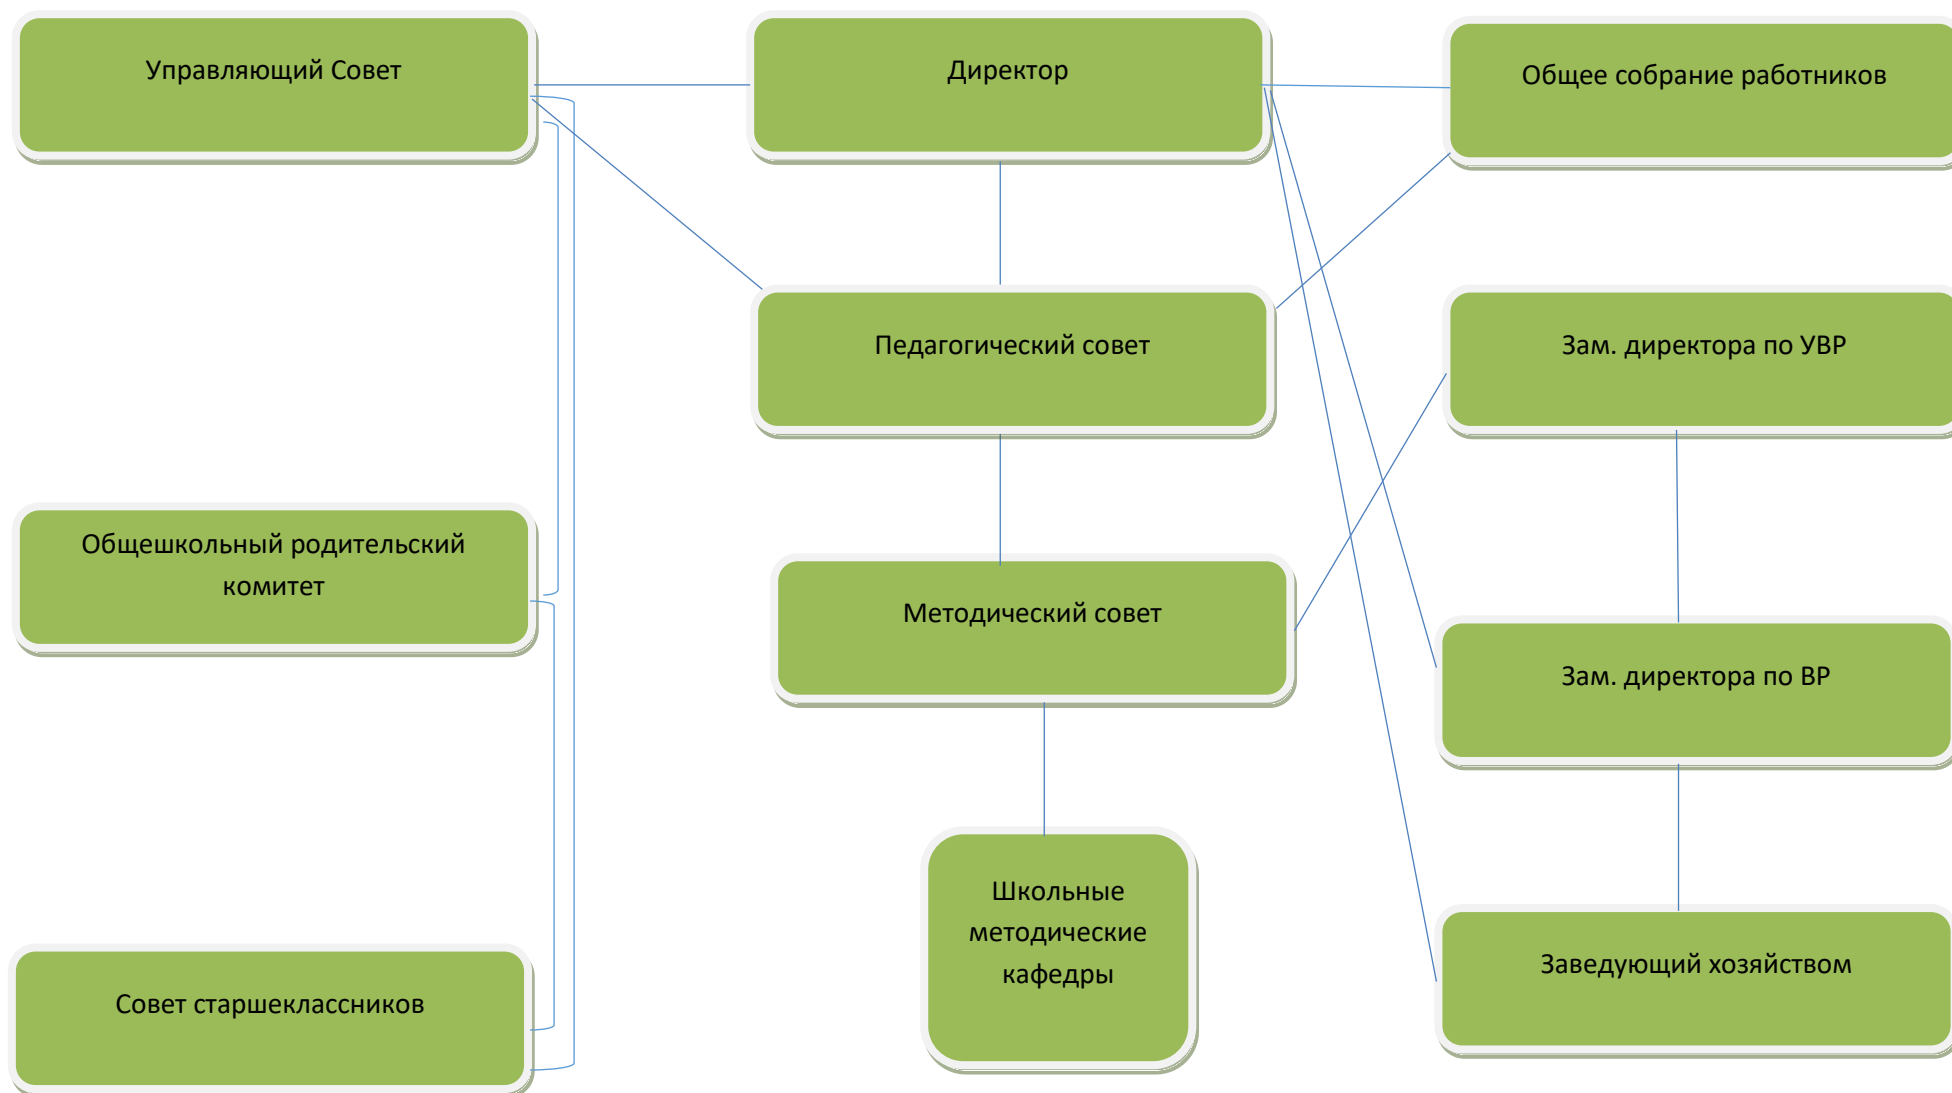 Управляющий Совет
Директор
Общее собрание работников
Педагогический совет
Зам. директора по УВР
Общешкольный родительский
комитет
Методический совет
Зам. директора по ВР
Школьные
методические
кафедры
Заведующий хозяйством
Совет старшеклассников